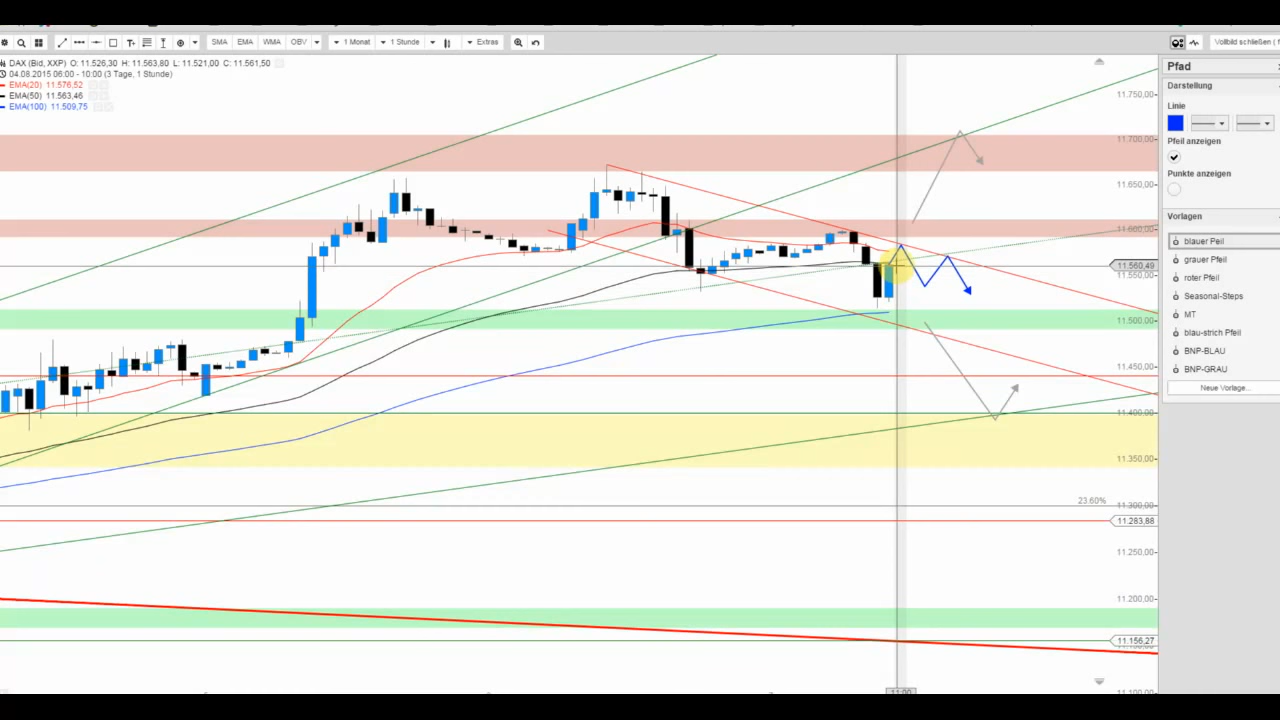 SMA EMA WMA OBV 1 Monat 1 Stunde Extras Vollbild schließen (
DAX (Bid, XXP) O: 11.526,30 H: 11.563,80 L: 11.521,00 C: 11.561,50
04.08.2015 06:00 - 10:00 (3 Tage, 1 Stunde)
EMA(20) 11.576,52
EMA(50) 11.563,46
EMA(100) 11.509,75
11.750,00
11.700,00
11.650,00
11.600,00
11.560,49
11.550,00
11.500,00
11.450,00
11.400,00
11.350,00
23.60%
11.300,00
11.283,88
11.250,00
11.200,00
11.156,27
11.100,00
11:00
Pfad
Darstellung
Linie
Pfeil anzeigen
Punkte anzeigen
Vorlagen
blauer Peil
grauer Pfeil
roter Pfeil
Seasonal-Steps
MT
blau-strich Pfeil
BNP-BLAU
BNP-GRAU
Neue Vorlage...